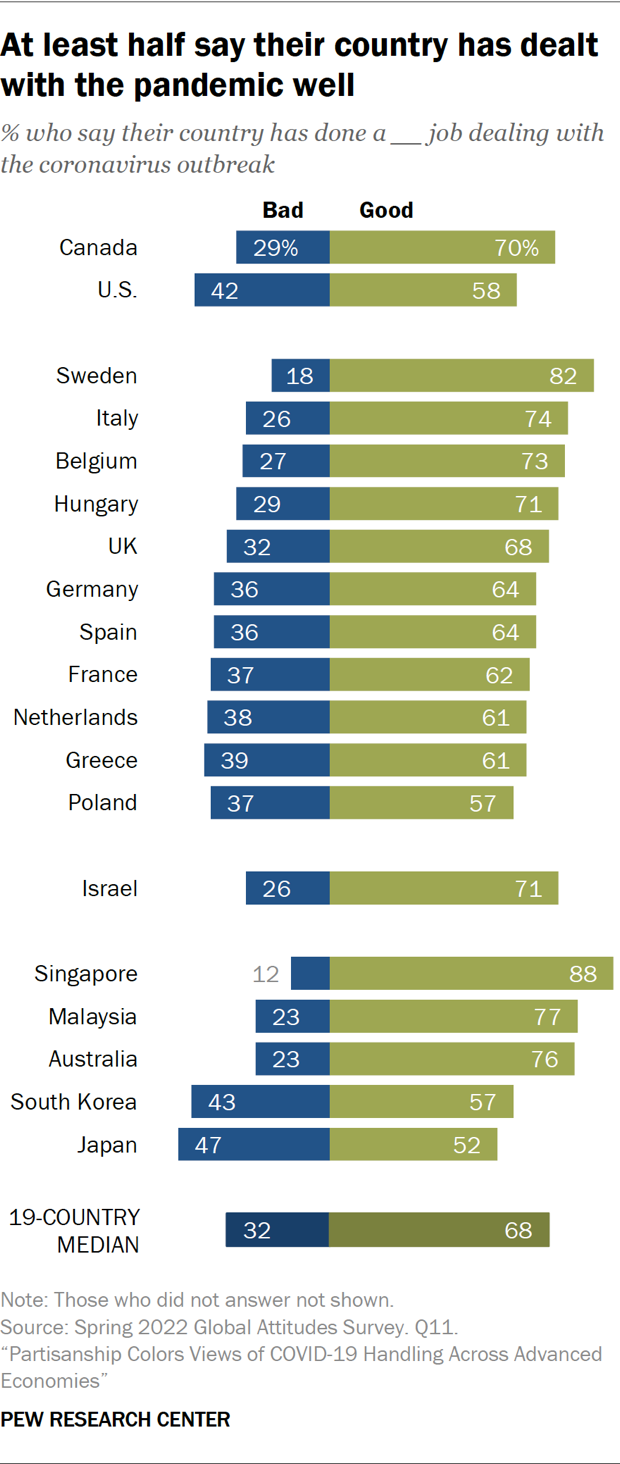 At least half say their country has dealt
with the pandemic well
% who say their country has done a __ job dealing with
the coronavirus outbreak
Bad Good
Canada 29% 70%
U.S. 42 58
Sweden 18 82
Italy 26 74
Belgium 27 73
Hungary 29 71
UK 32 68
Germany 36 64
Spain 36 64
France 37 62
Netherlands 38 61
Greece 39 61
Poland 37 57
Israel 26 71
Singapore 12 88
Malaysia 23 77
Australia 23 76
South Korea 43 57
Japan 47 52
19-COUNTRY
MEDIAN 32 68
Note: Those who did not answer not shown.
Source: Spring 2022 Global Attitudes Survey. Q11.
“Partisanship Colors Views of COVID-19 Handling Across Advanced
Economies”
PEW RESEARCH CENTER